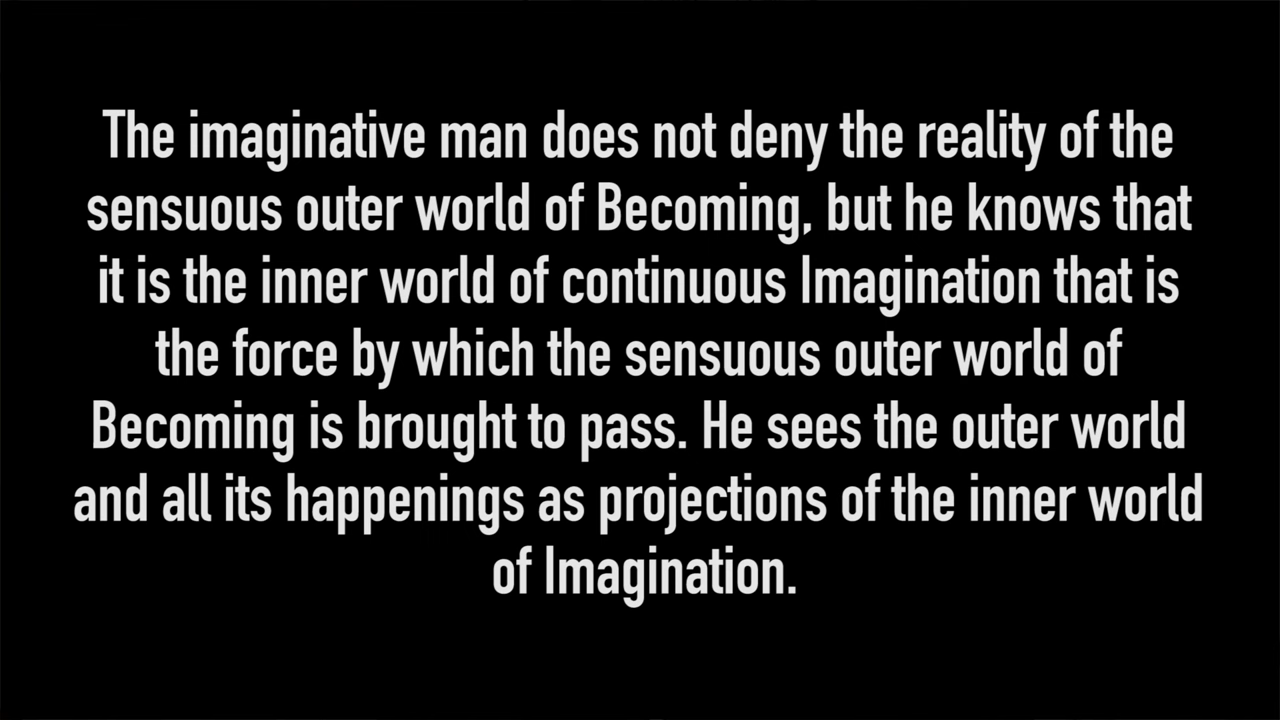 The imaginative man does not deny the reality of the
sensuous outer world of Becoming, but he knows that
it is the inner world of continuous Imagination that is
the force by which the sensuous outer world of
Becoming is brought to pass. He sees the outer world
and all its happenings as projections of the inner world
of Imagination.